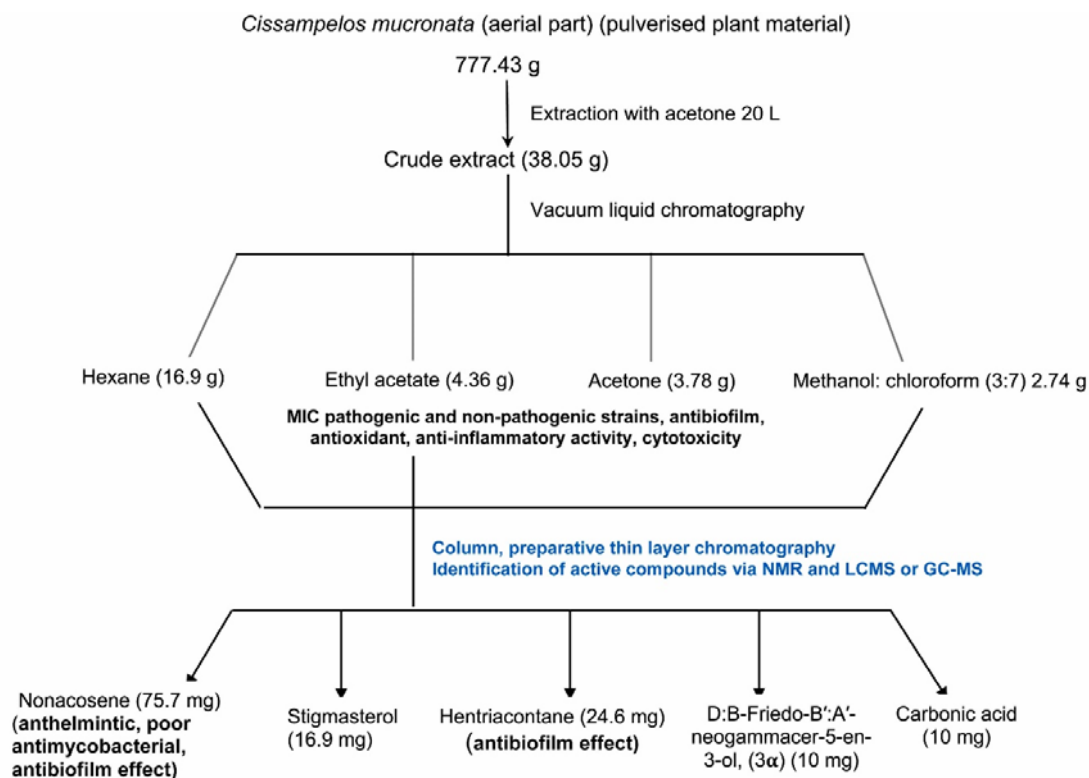 Cissampelos mucronata (aerial part) (pulverised plant material)
777.43 g
Extraction with acetone 20 L
Crude extract (38.05 g)
Vacuum liquid chromatography
Hexane (16.9 g)
Ethyl acetate (4.36 g)
Acetone (3.78 g)
Methanol: chloroform (3:7) 2.74 g
MIC pathogenic and non-pathogenic strains, antibiofilm,
antioxidant, anti-inflammatory activity, cytotoxicity
Column, preparative thin layer chromatography
Identification of active compounds via NMR and LCMS or GC-MS
Nonacosene (75.7 mg)
(anthelmintic, poor
antimycobacterial,
antibiofilm effect)
Stigmasterol
(16.9 mg)
Hentriacontane (24.6 mg)
(antibiofilm effect)
D:B-Friedo-B′:A′-
neogammacer-5-en-
3-ol, (3α) (10 mg)
Carbonic acid
(10 mg)